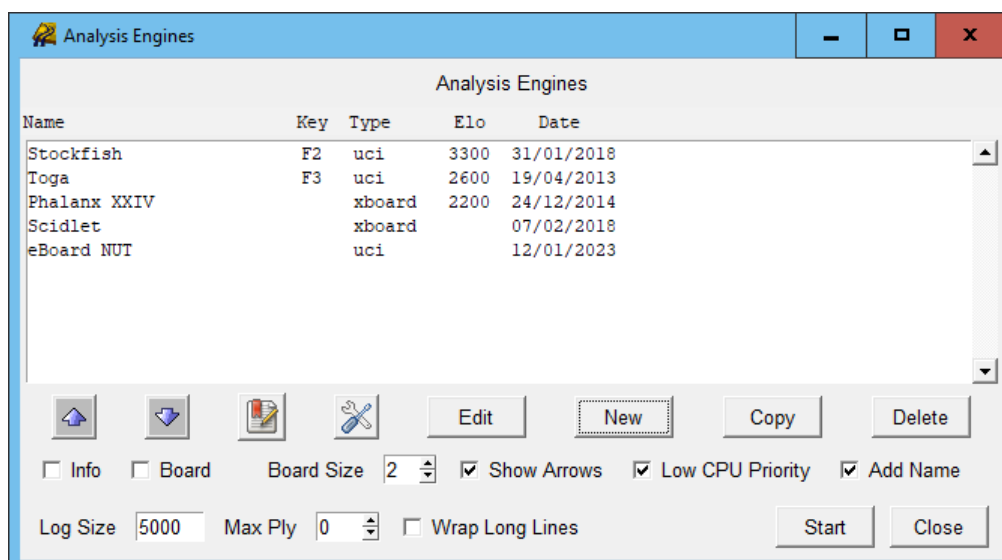 Analysis Engines
Analysis Engines
Name Key Type Elo Date
Stockfish F2 uci 3300 31/01/2018
Toga F3 uci 2600 19/04/2013
Phalanx XXIV xboard 2200 24/12/2014
Scidlet xboard 07/02/2018
eBoard NUT uci 12/01/2023
Edit New Copy Delete
Info Board Board Size 2 Show Arrows Low CPU Priority Add Name
Log Size 5000 Max Ply 0 Wrap Long Lines Start Close